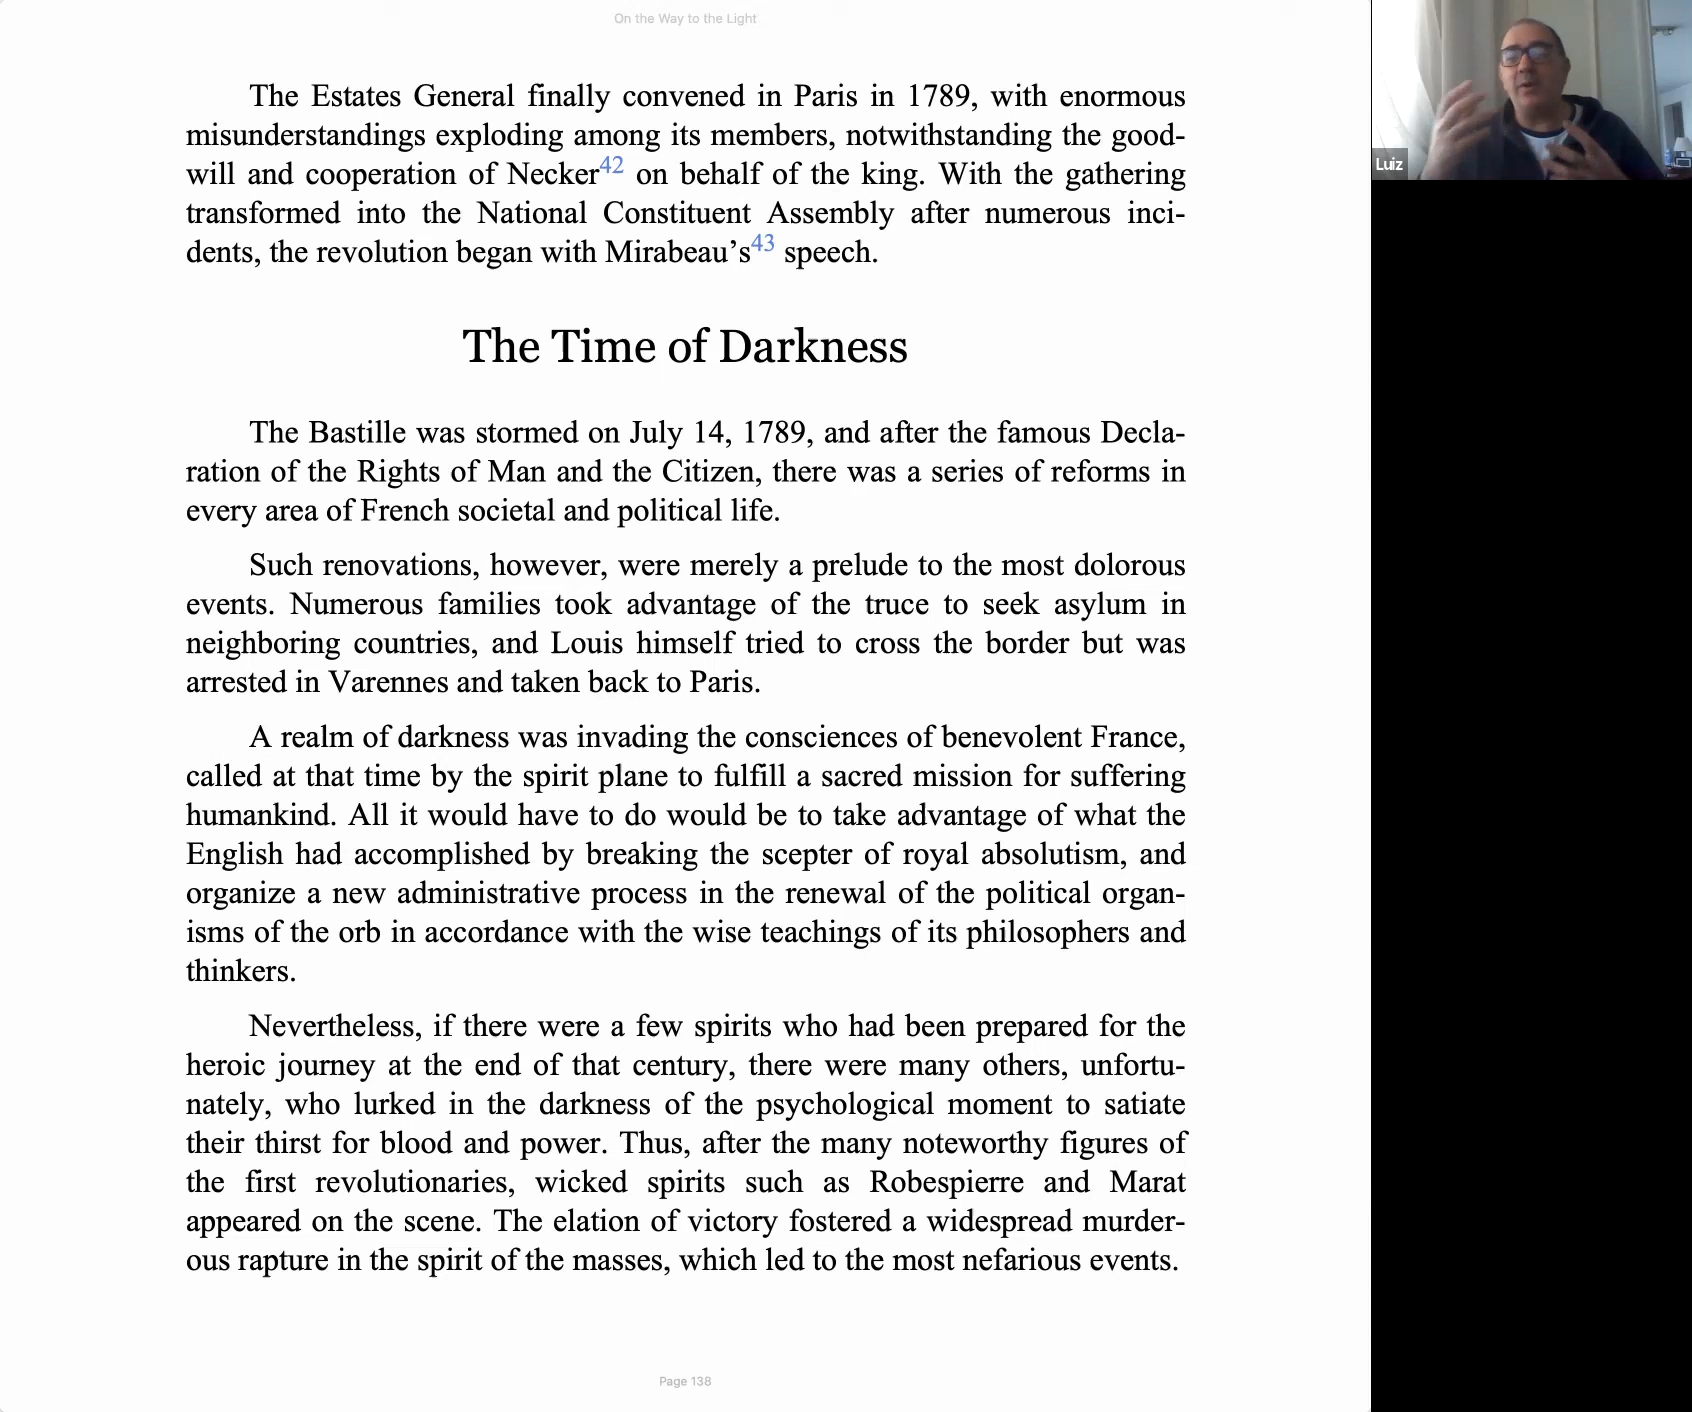 On the Way to the Light
The Estates General finally convened in Paris in 1789, with enormous
misunderstandings exploding among its members, notwithstanding the good-
will and cooperation of Necker42 on behalf of the king. With the gathering
transformed into the National Constituent Assembly after numerous inci-
dents, the revolution began with Mirabeau’s43 speech.
The Time of Darkness
The Bastille was stormed on July 14, 1789, and after the famous Decla-
ration of the Rights of Man and the Citizen, there was a series of reforms in
every area of French societal and political life.
Such renovations, however, were merely a prelude to the most dolorous
events. Numerous families took advantage of the truce to seek asylum in
neighboring countries, and Louis himself tried to cross the border but was
arrested in Varennes and taken back to Paris.
A realm of darkness was invading the consciences of benevolent France,
called at that time by the spirit plane to fulfill a sacred mission for suffering
humankind. All it would have to do would be to take advantage of what the
English had accomplished by breaking the scepter of royal absolutism, and
organize a new administrative process in the renewal of the political organ-
isms of the orb in accordance with the wise teachings of its philosophers and
thinkers.
Nevertheless, if there were a few spirits who had been prepared for the
heroic journey at the end of that century, there were many others, unfortu-
nately, who lurked in the darkness of the psychological moment to satiate
their thirst for blood and power. Thus, after the many noteworthy figures of
the first revolutionaries, wicked spirits such as Robespierre and Marat
appeared on the scene. The elation of victory fostered a widespread murder-
ous rapture in the spirit of the masses, which led to the most nefarious events.
Page 138
Luiz